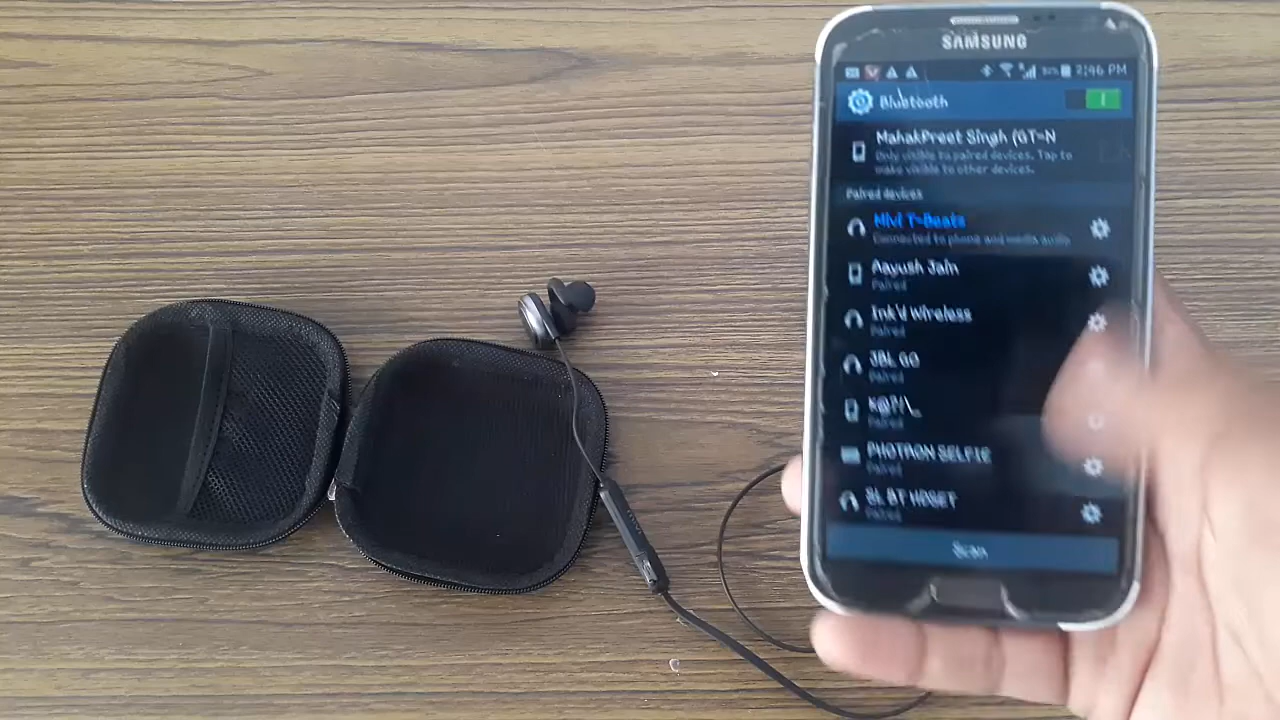 SAMSUNG
2:46 PM
Bluetooth
MahakPreet Singh (GT-N
Only visible to paired devices. Tap to
make visible to other devices.
Paired devices
Mivi T-Beats
Connected to phone and media audio
Aayush Jain
Paired
Ink'd Wireless
Paired
JBL GO
Paired
Paired
PHOTRON SELFIE
Paired
BT HDSET
Paired
Scan